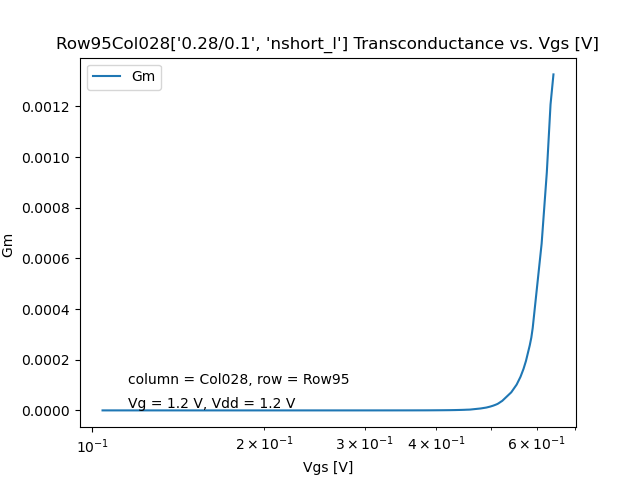 Row95Col028['0.28/0.1', 'nshort_l'] Transconductance vs. Vgs [V]
Gm
0.0012
0.0010
0.0008
0.0006
0.0004
0.0002
0.0000
Gm
column = Col028, row = Row95
Vg = 1.2 V, Vdd = 1.2 V
10⁻¹ 2 × 10⁻¹ 3 × 10⁻¹ 4 × 10⁻¹ 6 × 10⁻¹
Vgs [V]